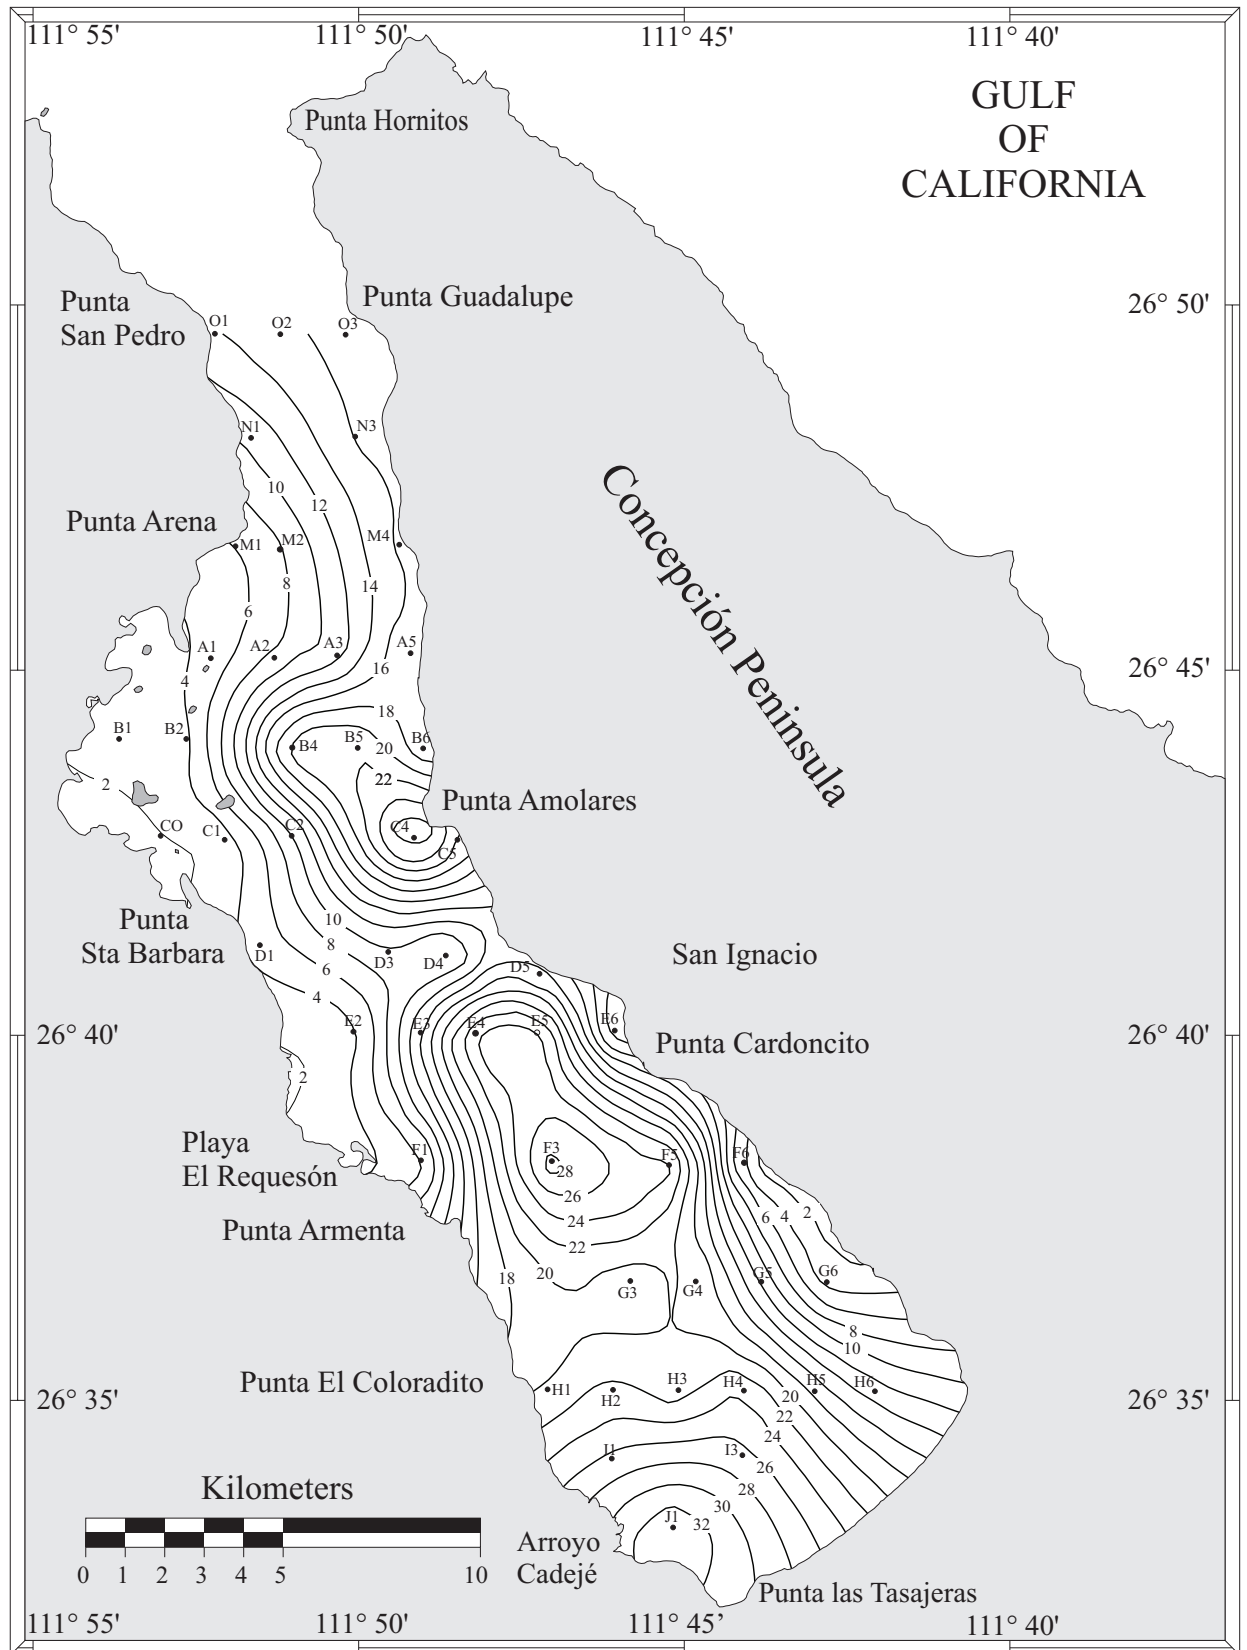 111° 55'
111° 50'
111° 45'
111° 40'
GULF
OF
CALIFORNIA
Punta Hornitos
Punta
San Pedro
Punta Guadalupe
26° 50'
O1
O2
O3
N1
N3
10
12
Punta Arena
M1
M2
M4
8
14
6
Concepción Peninsula
A1
A2
A3
A5
16
26° 45'
4
18
B1
B2
B4
B5
B6
20
2
22
Punta Amolares
CO
C1
C2
C4
C5
Punta
Sta Barbara
10
8
6
4
D1
D3
D4
D5
San Ignacio
E2
E3
E4
E5
E6
26° 40'
26° 40'
Punta Cardoncito
2
Playa
El Requesón
F1
F3
F5
F6
28
26
24
22
6
4
2
Punta Armenta
18
20
G3
G4
G5
G6
8
10
Punta El Coloradito
26° 35'
26° 35'
H1
H2
H3
H4
H5
H6
20
22
24
I1
I3
26
28
30
J1
32
Kilometers
0 1 2 3 4 5 10
Arroyo
Cadejé
Punta las Tasajeras
111° 55'
111° 50'
111° 45’
111° 40'